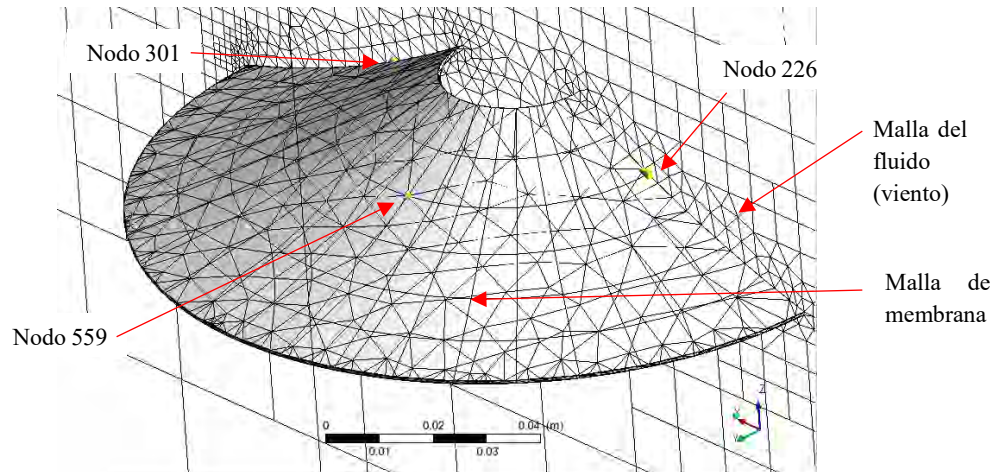 Nodo 301
Nodo 226
Malla del
fluido
(viento)
Malla de
membrana
Nodo 559
0
0.02
0.04 (m)
0.01
0.03
Z
Y